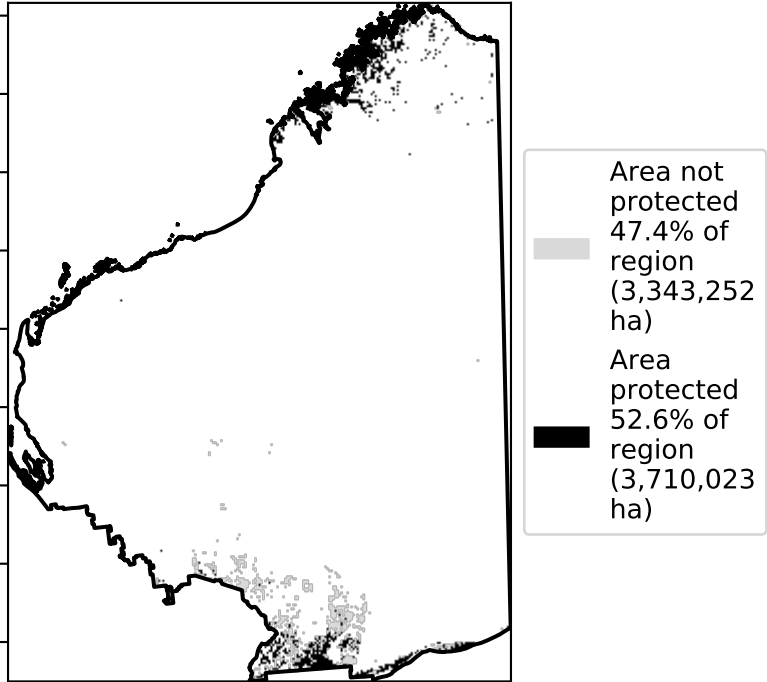 Area not
protected
47.4% of
region
(3,343,252
ha)
Area
protected
52.6% of
region
(3,710,023
ha)